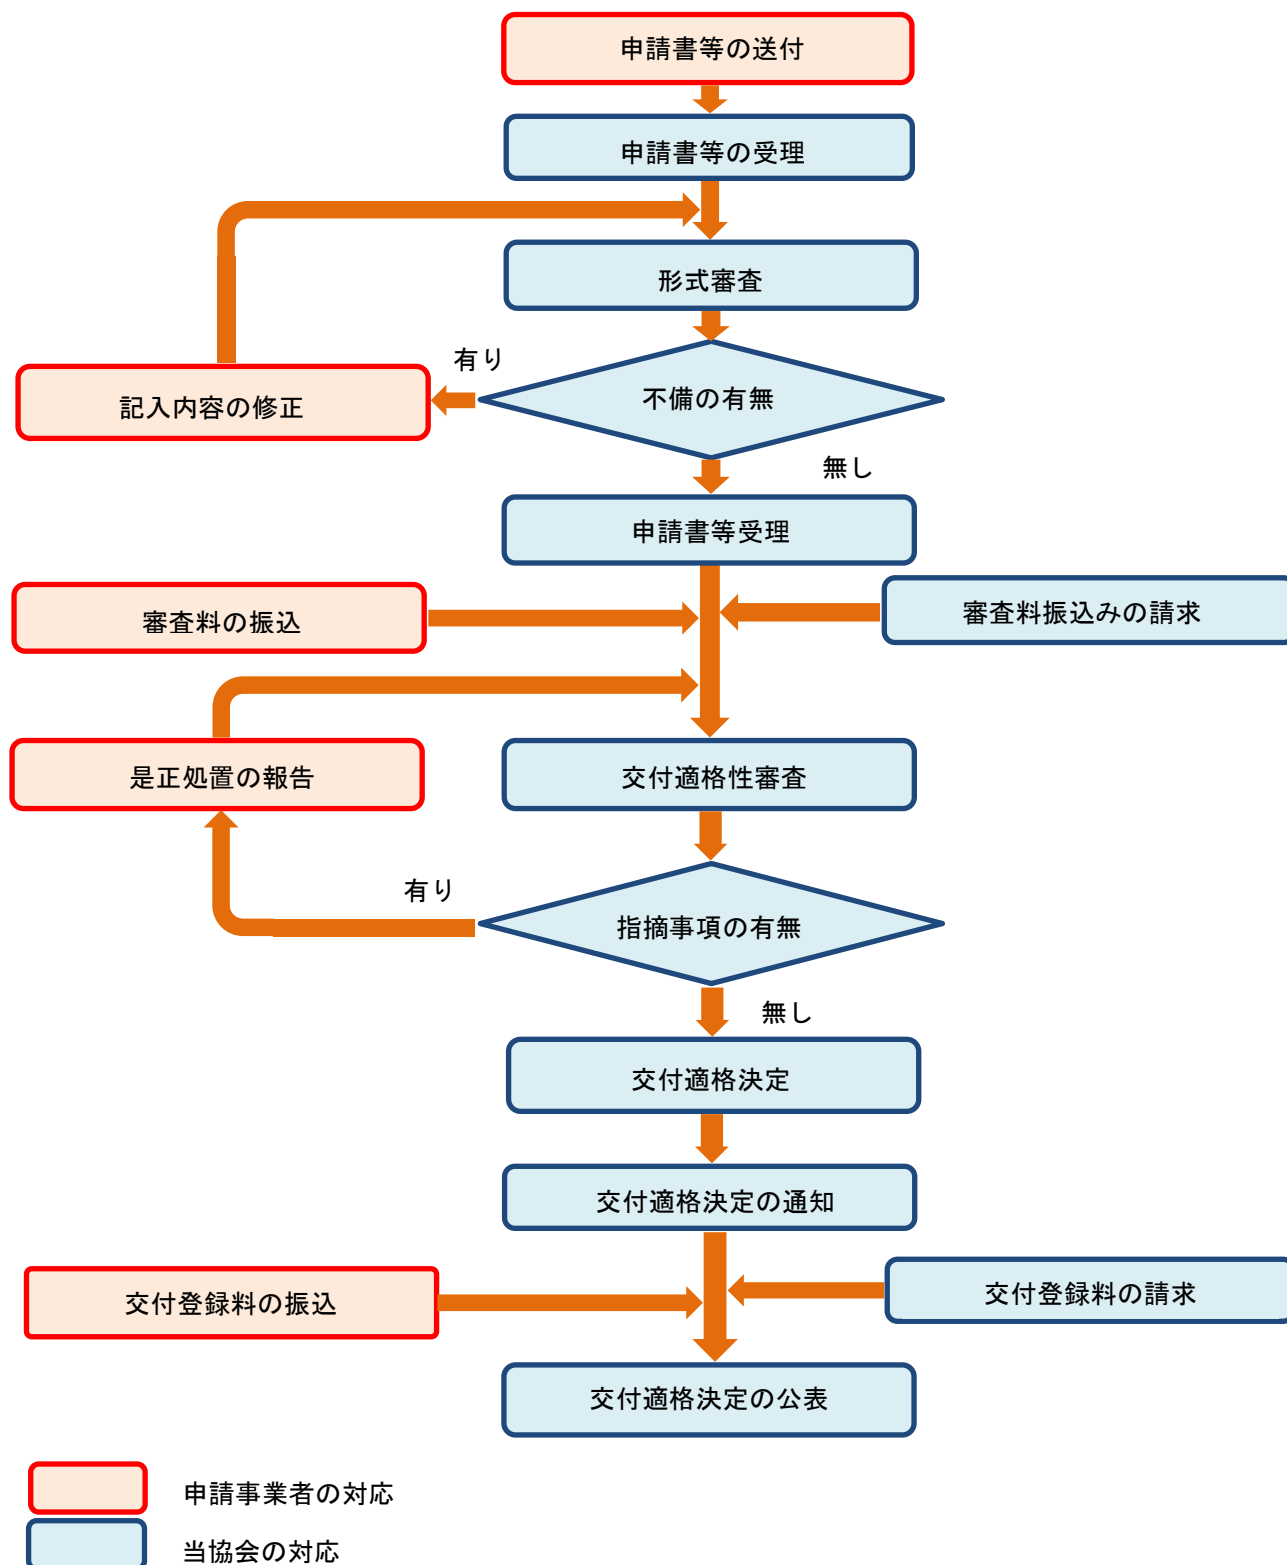 申請書等の送付
申請書等の受理
形式審査
有り
不備の有無
記入内容の修正
無し
申請書等受理
審査料の振込
審査料振込みの請求
是正処置の報告
交付適格性審査
有り
指摘事項の有無
無し
交付適格決定
交付適格決定の通知
交付登録料の振込
交付登録料の請求
交付適格決定の公表
申請事業者の対応
当協会の対応